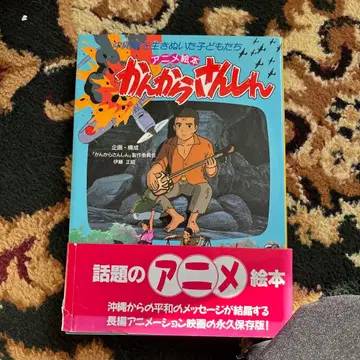 沖縄戦を生きぬいた子どもたち
アニメ絵本
かんからさんしん
企画・構成
「かんからさんしん」製作委員会
伊藤 正昭
話題の アニメ 絵本
沖縄からの平和のメッセージが結晶する
長編アニメーション映画の永久保存版!